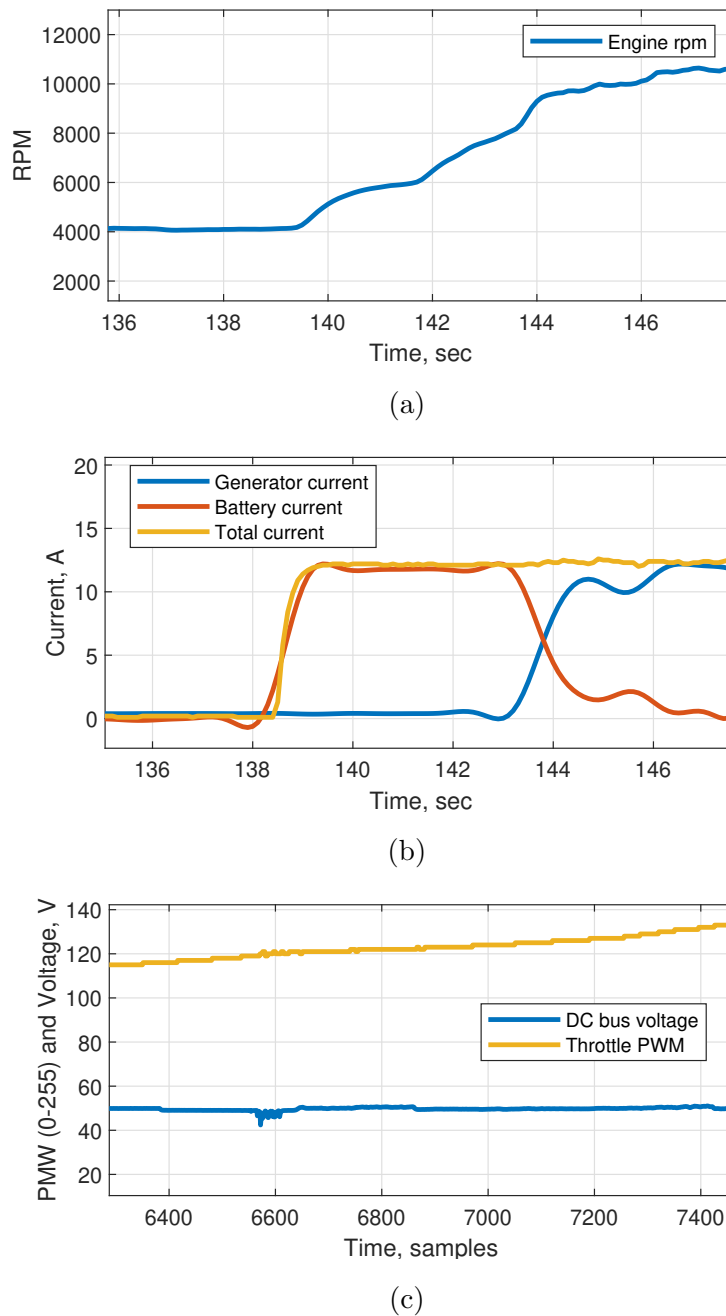 12000
10000
8000
6000
4000
2000
RPM
Engine rpm
136 138 140 142 144 146
Time, sec
(a)
20
15
10
5
0
Current, A
Generator current
Battery current
Total current
136 138 140 142 144 146
Time, sec
(b)
140
120
100
80
60
40
20
PMW (0-255) and Voltage, V
DC bus voltage
Throttle PWM
6400 6600 6800 7000 7200 7400
Time, samples
(c)